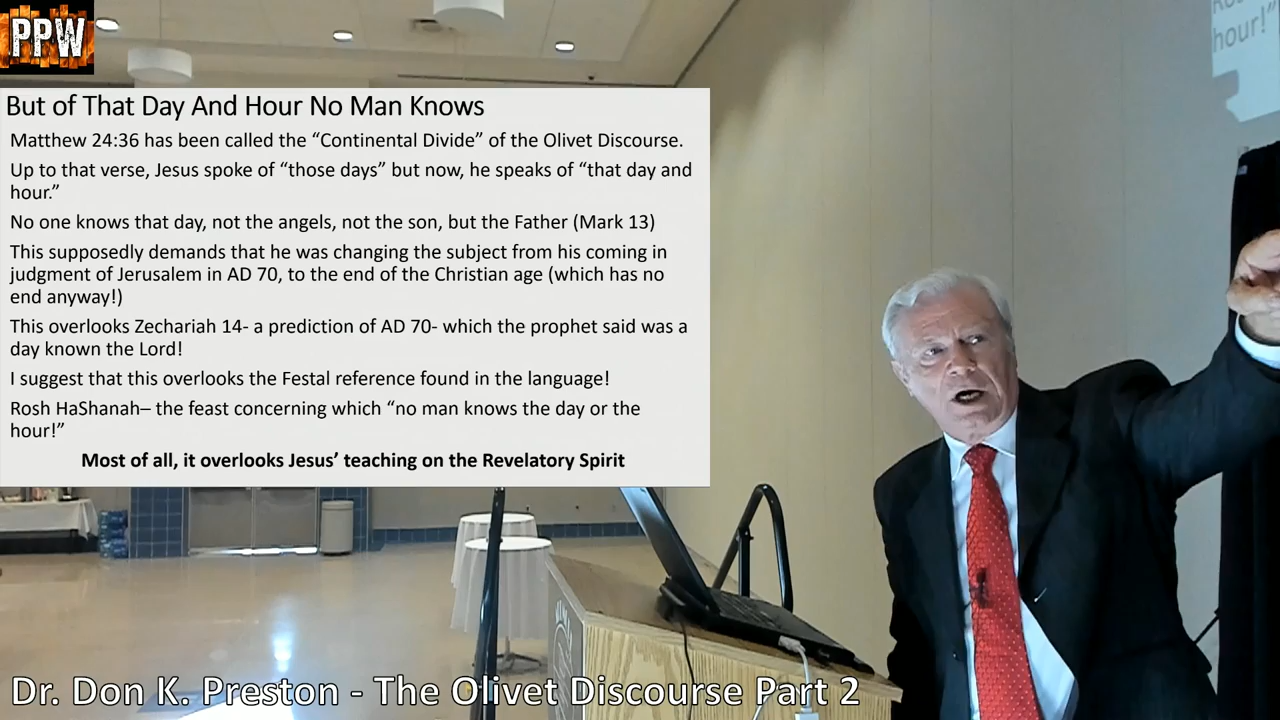 PPW
But of That Day And Hour No Man Knows
Matthew 24:36 has been called the “Continental Divide” of the Olivet Discourse.
Up to that verse, Jesus spoke of “those days” but now, he speaks of “that day and
hour.”
No one knows that day, not the angels, not the son, but the Father (Mark 13)
This supposedly demands that he was changing the subject from his coming in
judgment of Jerusalem in AD 70, to the end of the Christian age (which has no
end anyway!)
This overlooks Zechariah 14- a prediction of AD 70- which the prophet said was a
day known the Lord!
I suggest that this overlooks the Festal reference found in the language!
Rosh HaShanah– the feast concerning which “no man knows the day or the
hour!”
Most of all, it overlooks Jesus’ teaching on the Revelatory Spirit
hour!”
Dr. Don K. Preston - The Olivet Discourse Part 2